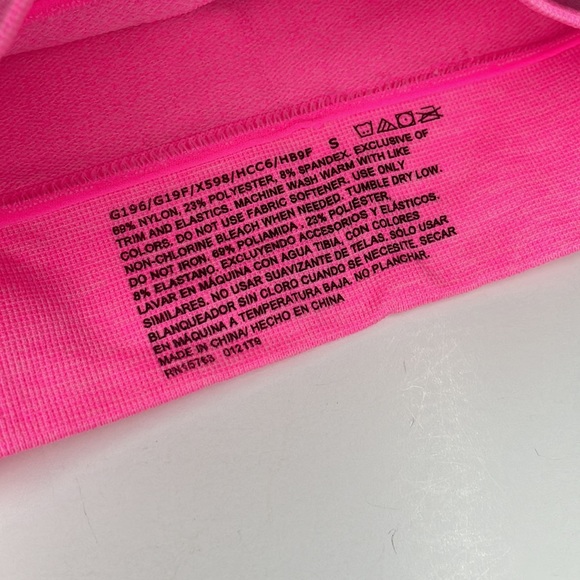 G196/G19F/X598/HCC6/HB9F S
69% NYLON, 23% POLYESTER, 8% SPANDEX. EXCLUSIVE OF
TRIM AND ELASTICS. MACHINE WASH WARM WITH LIKE
COLORS. DO NOT USE FABRIC SOFTENER. USE ONLY
NON-CHLORINE BLEACH WHEN NEEDED. TUMBLE DRY LOW.
DO NOT IRON. 69% POLIAMIDA . 23% POLIÉSTER,
8% ELASTANO. EXCLUYENDO ACCESORIOS Y ELÁSTICOS.
LAVAR EN MÁQUINA CON AGUA TIBIA, CON COLORES
SIMILARES. NO USAR SUAVIZANTE DE TELAS. SÓLO USAR
BLANQUEADOR SIN CLORO CUANDO SE NECESITE. SECAR
EN MÁQUINA A TEMPERATURA BAJA. NO PLANCHAR.
MADE IN CHINA/ HECHO EN CHINA
RN15763 0121T8